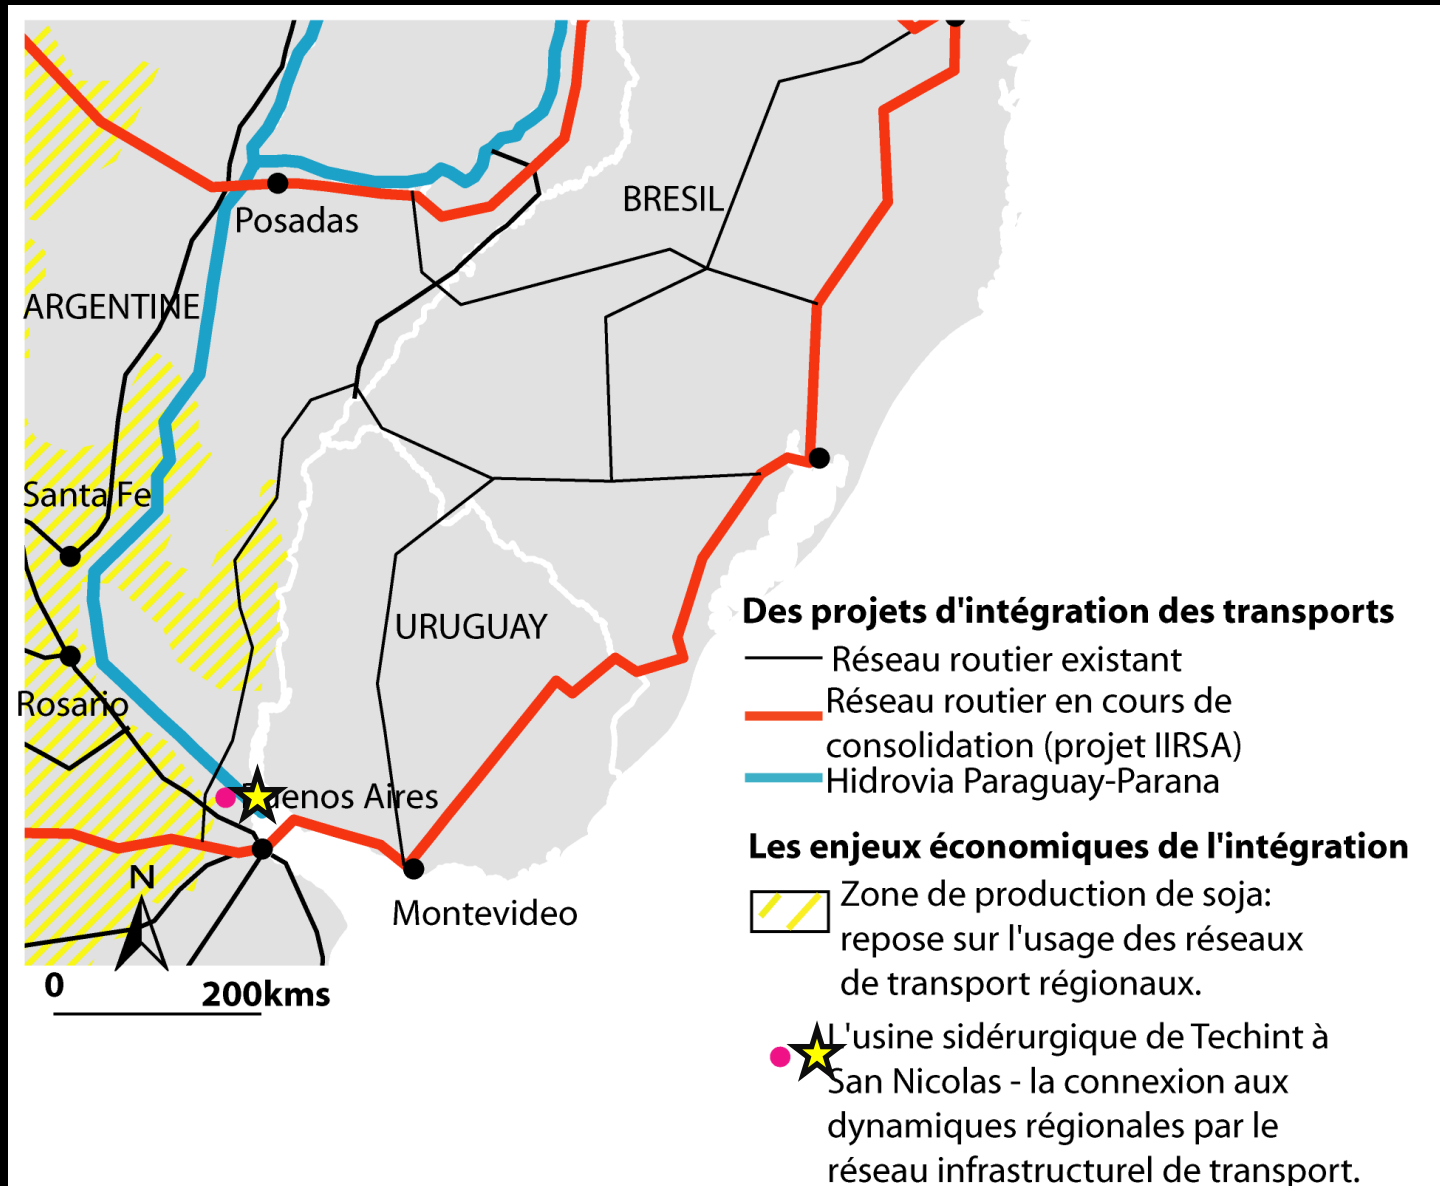 BRESIL
Posadas
ARGENTINE
Santa Fe
URUGUAY
Rosario
Buenos Aires
N
Montevideo
0
200kms
Des projets d'intégration des transports
Réseau routier existant
Réseau routier en cours de
consolidation (projet IIRSA)
Hidrovia Paraguay-Parana
Les enjeux économiques de l'intégration
Zone de production de soja:
repose sur l'usage des réseaux
de transport régionaux.
L'usine sidérurgique de Techint à
San Nicolas - la connexion aux
dynamiques régionales par le
réseau infrastructurel de transport.